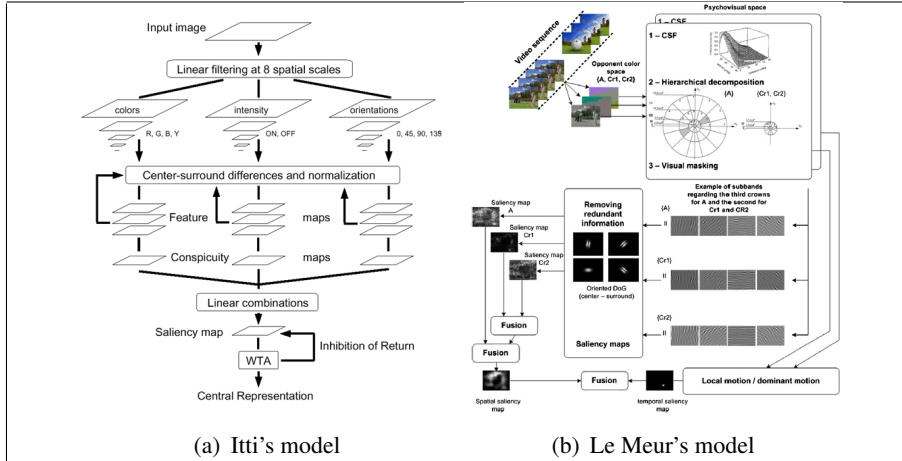 Input image
Linear filtering at 8 spatial scales
colors
intensity
orientations
R, G, B, Y
ON, OFF
0, 45, 90, 135°
Center-surround differences and normalization
Feature maps
Conspicuity maps
Linear combinations
Saliency map
Inhibition of Return
WTA
Central Representation
(a) Itti's model
Psychovisual space
Video sequence
Opponent color
space
{A, Cr1, Cr2}
1 – CSF
1 – CSF
2 – Hierarchical decomposition
{A}
{Cr1, Cr2}
3 – Visual masking
Example of subbands
regarding the third crowns
for A and the second for
Cr1 and CR2
Saliency map
A
Saliency map
Cr1
Saliency map
Cr2
Removing
redundant
information
Oriented DoG
(center – surround)
Saliency maps
{A}
II
{Cr1}
II
{Cr2}
II
Fusion
Fusion
Spatial saliency
map
Fusion
temporal saliency
map
Local motion / dominant motion
(b) Le Meur's model